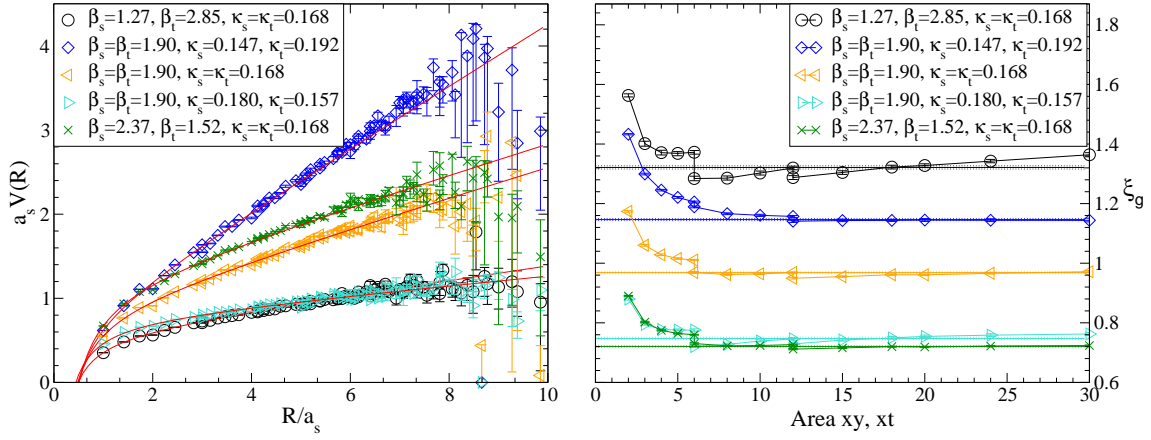 β_s=1.27, β_t=2.85, κ_s=κ_t=0.168
β_s=β_t=1.90, κ_s=0.147, κ_t=0.192
β_s=β_t=1.90, κ_s=κ_t=0.168
β_s=β_t=1.90, κ_s=0.180, κ_t=0.157
β_s=2.37, β_t=1.52, κ_s=κ_t=0.168
4
3
2
1
0
a_s V(R)
0 2 4 6 8 10
R/a_s
β_s=1.27, β_t=2.85, κ_s=κ_t=0.168
β_s=β_t=1.90, κ_s=0.147, κ_t=0.192
β_s=β_t=1.90, κ_s=κ_t=0.168
β_s=β_t=1.90, κ_s=0.180, κ_t=0.157
β_s=2.37, β_t=1.52, κ_s=κ_t=0.168
1.8
1.6
1.4
1.2
1
0.8
0.6
ξ_g
0 5 10 15 20 25 30
Area xy, xt